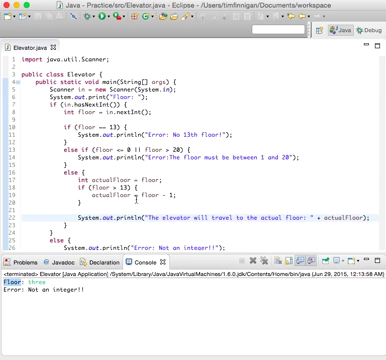 Java - Practice/src/Elevator.java - Eclipse - /Users/timfinnigan/Documents/workspace
Java
Debug
Elevator.java
1 import java.util.Scanner;
2
3 public class Elevator {
4 public static void main(String[] args) {
5 Scanner in = new Scanner(System.in);
6 System.out.print("Floor: ");
7 if (in.hasNextInt()) {
8 int floor = in.nextInt();
9
10 if (floor == 13) {
11 System.out.println("Error: No 13th floor!");
12 }
13 else if (floor <= 0 || floor > 20) {
14 System.out.println("Error:The floor must be between 1 and 20");
15 }
16 else {
17 int actualFloor = floor;
18 if (floor > 13) {
19 actualFloor = floor - 1;
20 }
21
22 System.out.println("The elevator will travel to the actual floor: " + actualFloor);
23 }
24 }
25 else {
26 System.out.println("Error: Not an integer!!");
Problems
Javadoc
Declaration
Console
<terminated> Elevator [Java Application] /System/Library/Java/JavaVirtualMachines/1.6.0.jdk/Contents/Home/bin/java (Jun 29, 2015, 12:13:58 AM)
Floor: three
Error: Not an integer!!